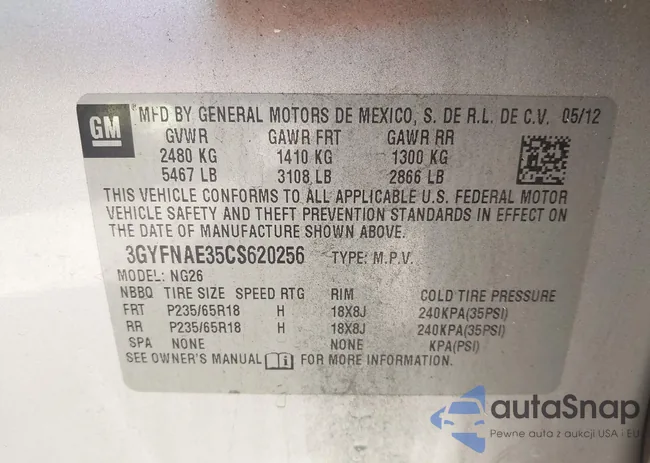 GM
MFD BY GENERAL MOTORS DE MEXICO, S. DE R.L. DE C.V. 05/12
GVWR GAWR FRT GAWR RR
2480 KG 1410 KG 1300 KG
5467 LB 3108 LB 2866 LB
THIS VEHICLE CONFORMS TO ALL APPLICABLE U.S. FEDERAL MOTOR
VEHICLE SAFETY AND THEFT PREVENTION STANDARDS IN EFFECT ON
THE DATE OF MANUFACTURE SHOWN ABOVE.
3GYFNAE35CS620256 TYPE: M.P.V.
MODEL: NG26
NBBQ TIRE SIZE SPEED RTG RIM COLD TIRE PRESSURE
FRT P235/65R18 H 18X8J 240KPA(35PSI)
RR P235/65R18 H 18X8J 240KPA(35PSI)
SPA NONE NONE KPA(PSI)
SEE OWNER'S MANUAL FOR MORE INFORMATION.
autaSnap
Pewne auta z aukcji USA i EU